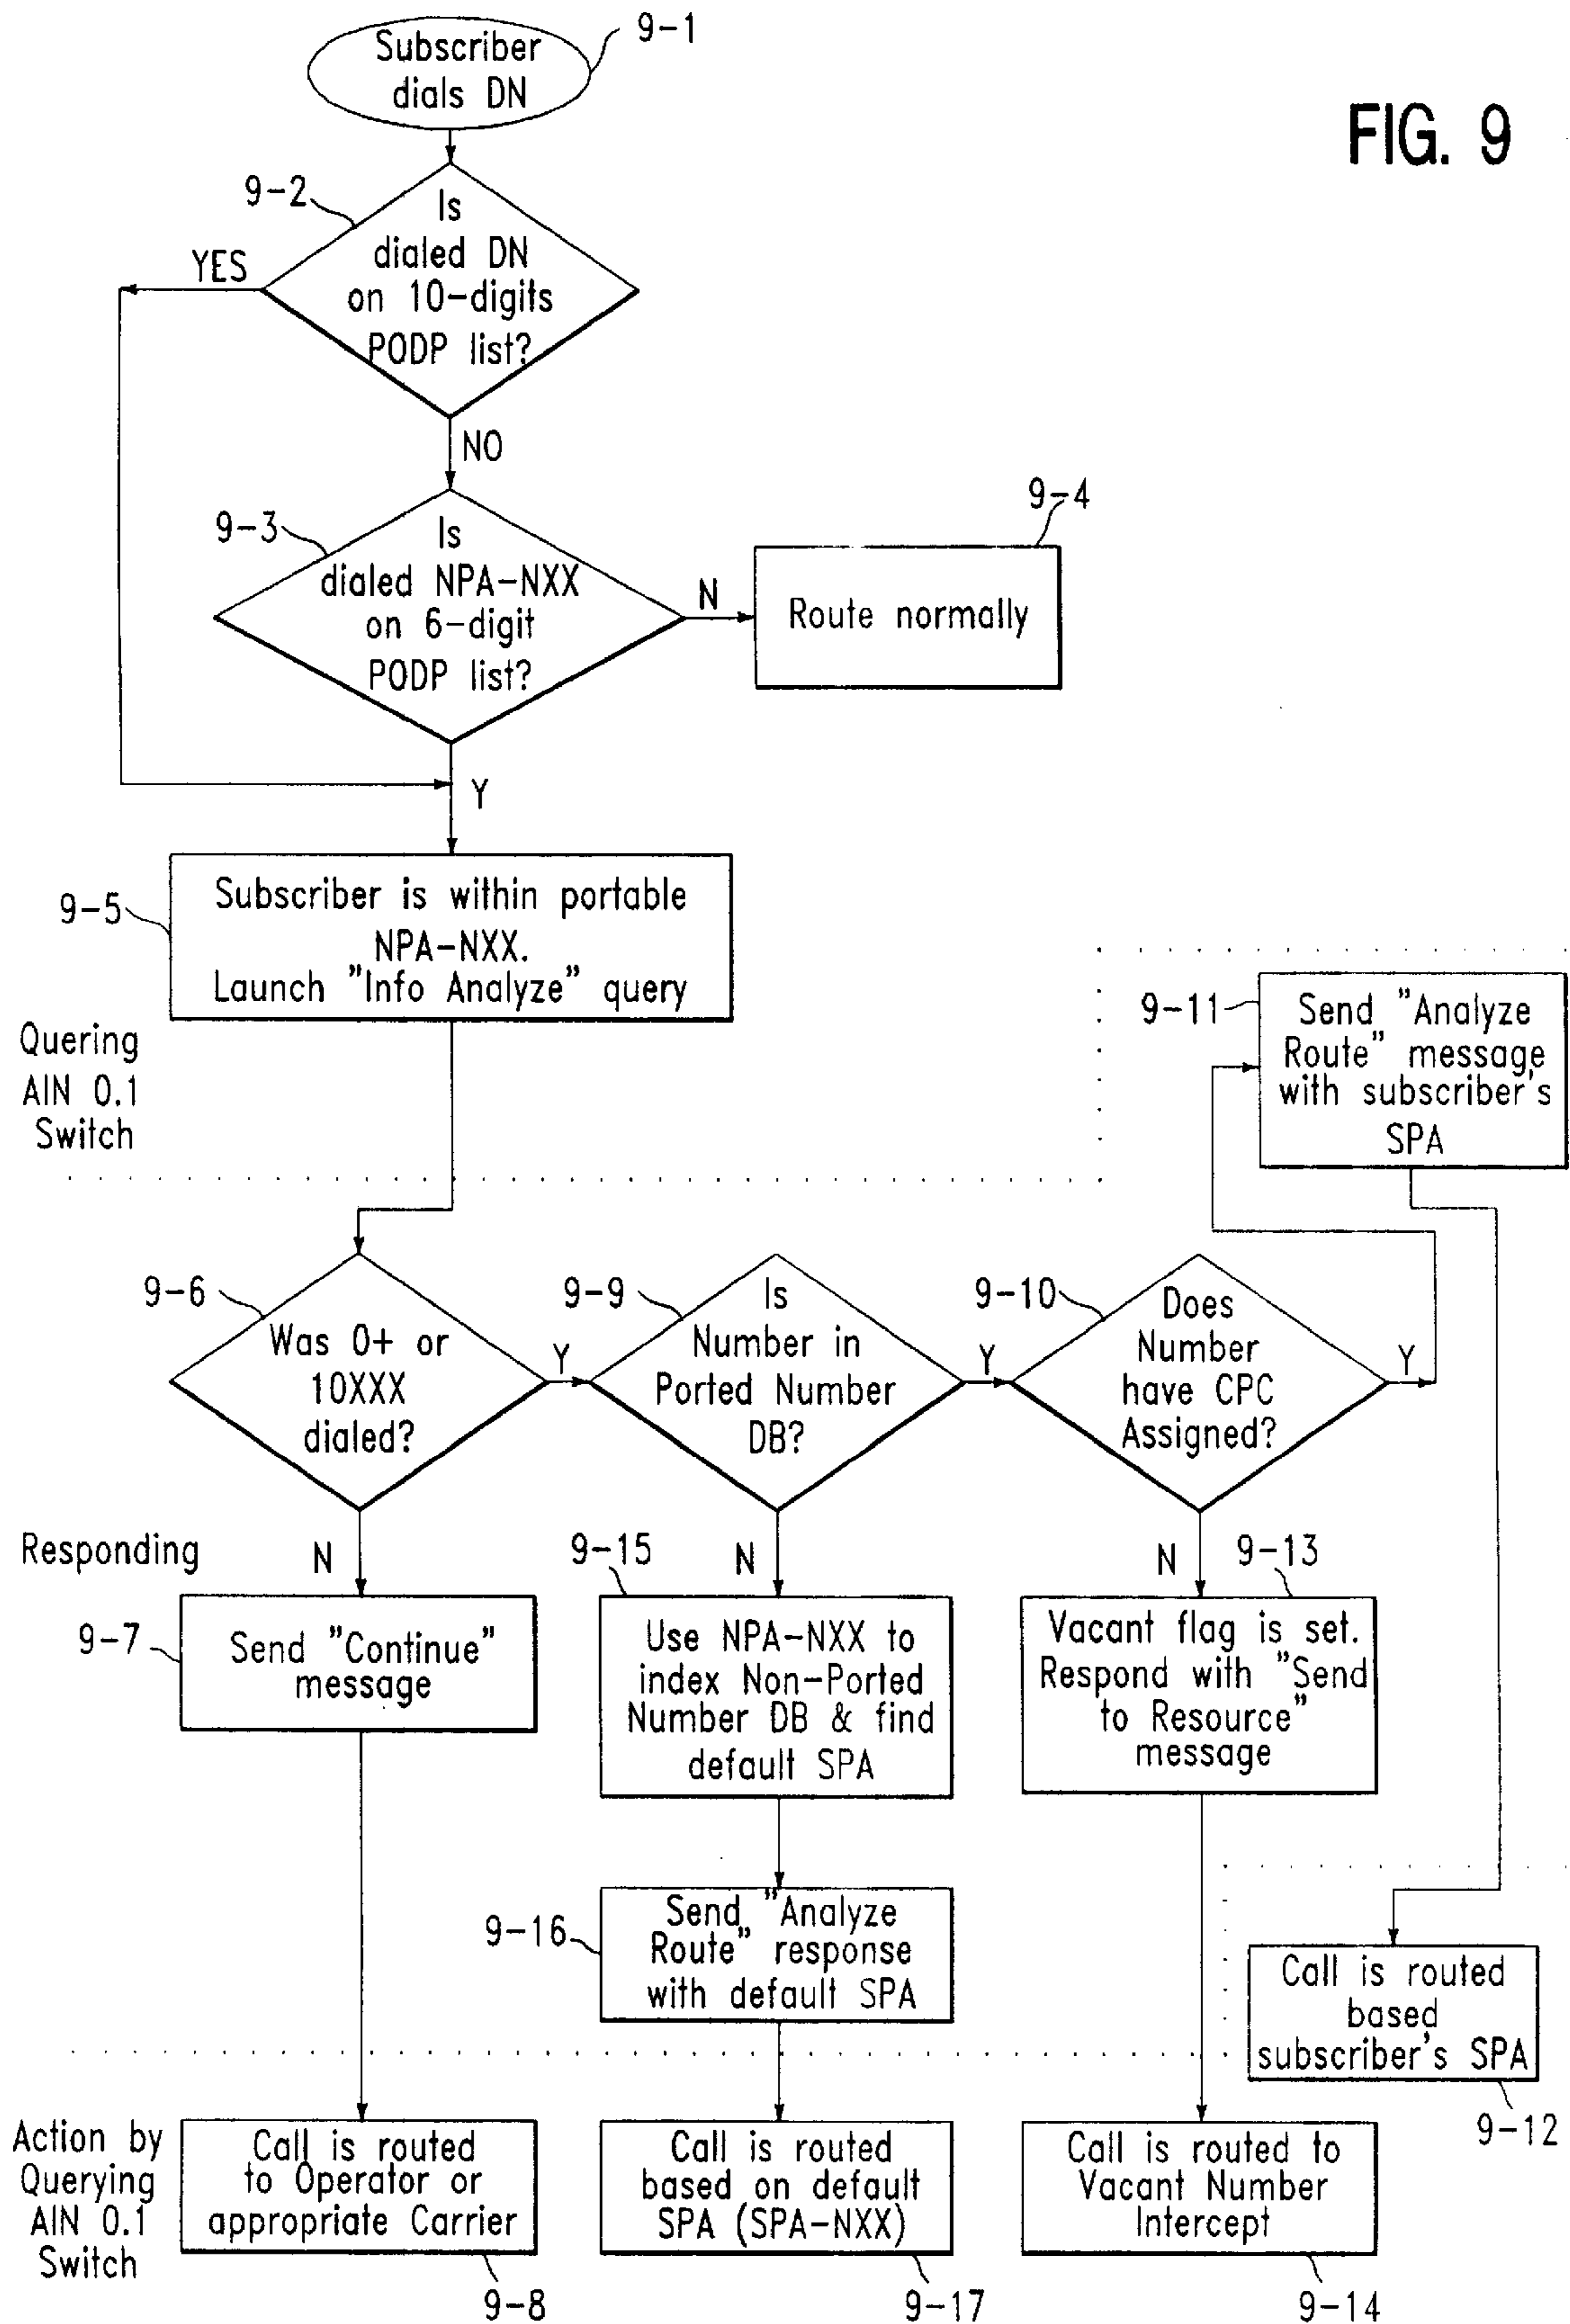 FIG. 9
9-1
Subscriber
dials DN
9-2
Is
dialed DN
on 10-digits
PODP list?
YES
NO
9-3
Is
dialed NPA-NXX
on 6-digit
PODP list?
N
9-4
Route normally
Y
9-5
Subscriber is within portable
NPA-NXX.
Launch "Info Analyze" query
Quering
AIN 0.1
Switch
9-11
Send "Analyze
Route" message
with subscriber's
SPA
9-6
Was 0+ or
10XXX
dialed?
Y
9-9
Is
Number in
Ported Number
DB?
Y
9-10
Does
Number
have CPC
Assigned?
Y
Responding
N
9-7
Send "Continue"
message
9-15
N
Use NPA-NXX to
index Non-Ported
Number DB & find
default SPA
N
9-13
Vacant flag is set.
Respond with "Send
to Resource"
message
9-16
Send "Analyze
Route" response
with default SPA
Call is routed
based
subscriber's SPA
9-12
Action by
Querying
AIN 0.1
Switch
Call is routed
to Operator or
appropriate Carrier
9-8
Call is routed
based on default
SPA (SPA-NXX)
9-17
Call is routed to
Vacant Number
Intercept
9-14